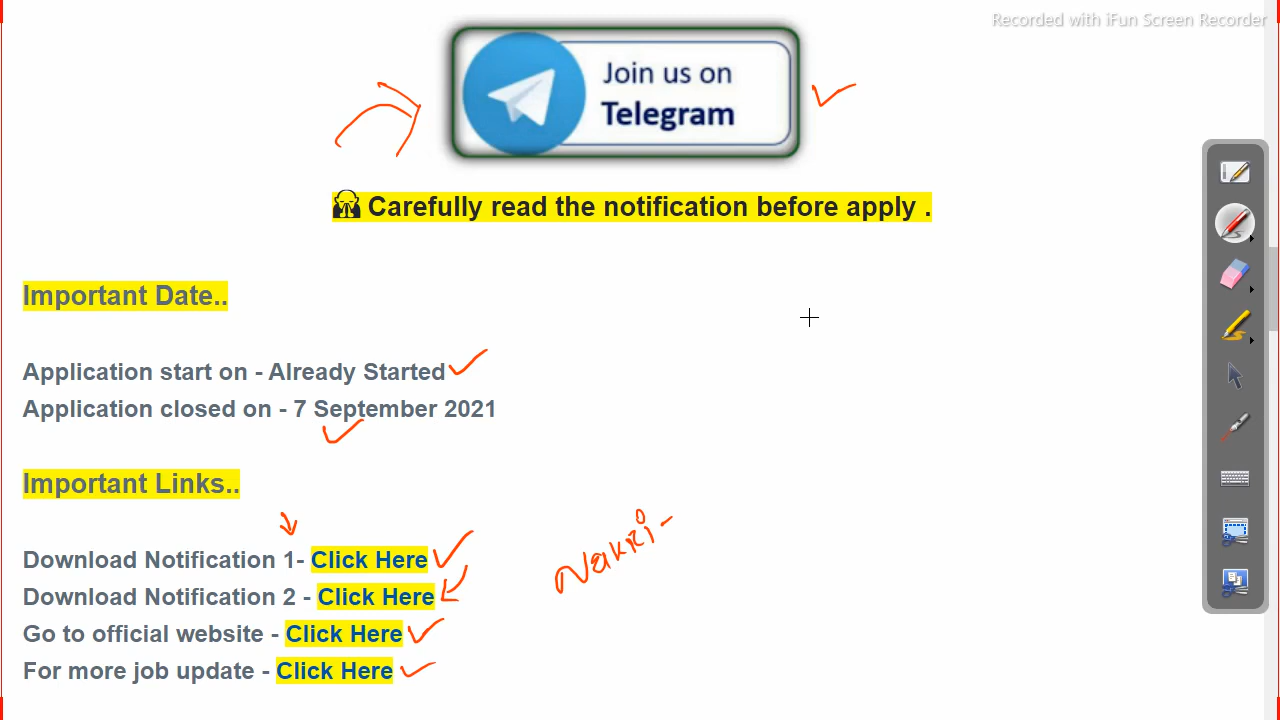 Recorded with iFun Screen Recorder
Join us on
Telegram
Carefully read the notification before apply .
Important Date..
Application start on - Already Started
Application closed on - 7 September 2021
Important Links..
Download Notification 1- Click Here
Download Notification 2 - Click Here
Go to official website - Click Here
For more job update - Click Here